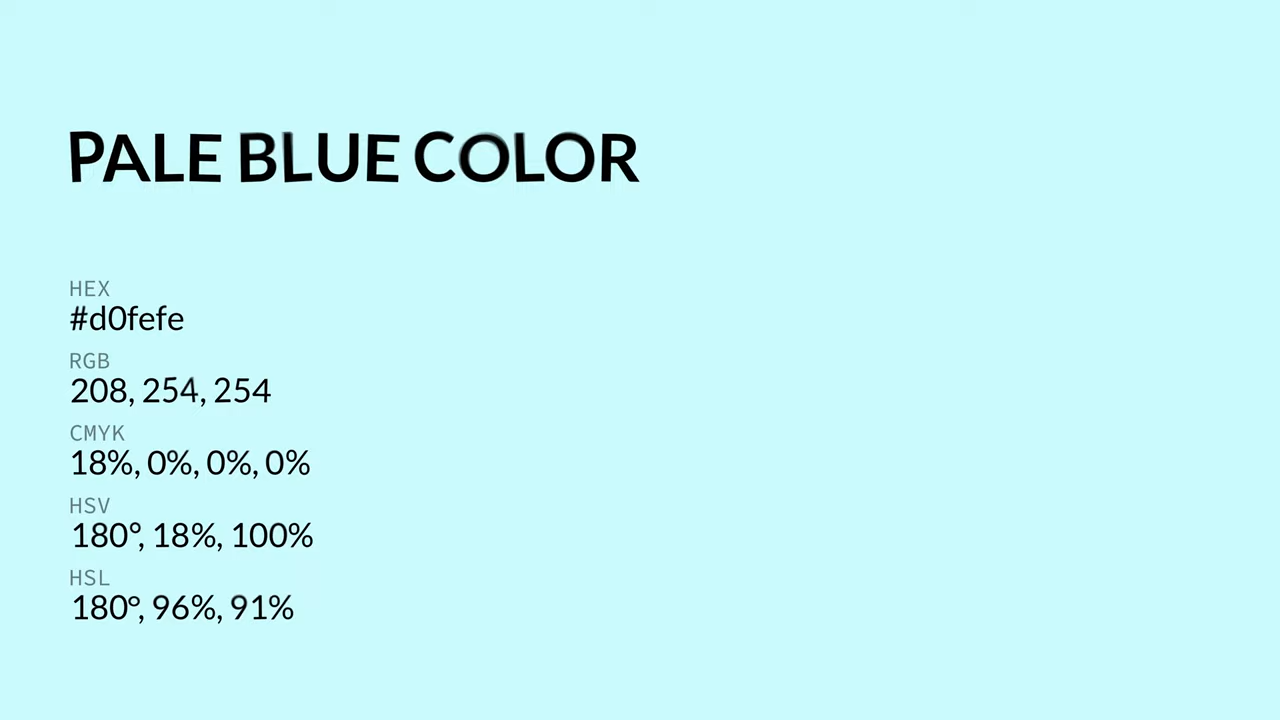 PALE BLUE COLOR
HEX
#d0fefe
RGB
208, 254, 254
CMYK
18%, 0%, 0%, 0%
HSV
180°, 18%, 100%
HSL
180°, 96%, 91%